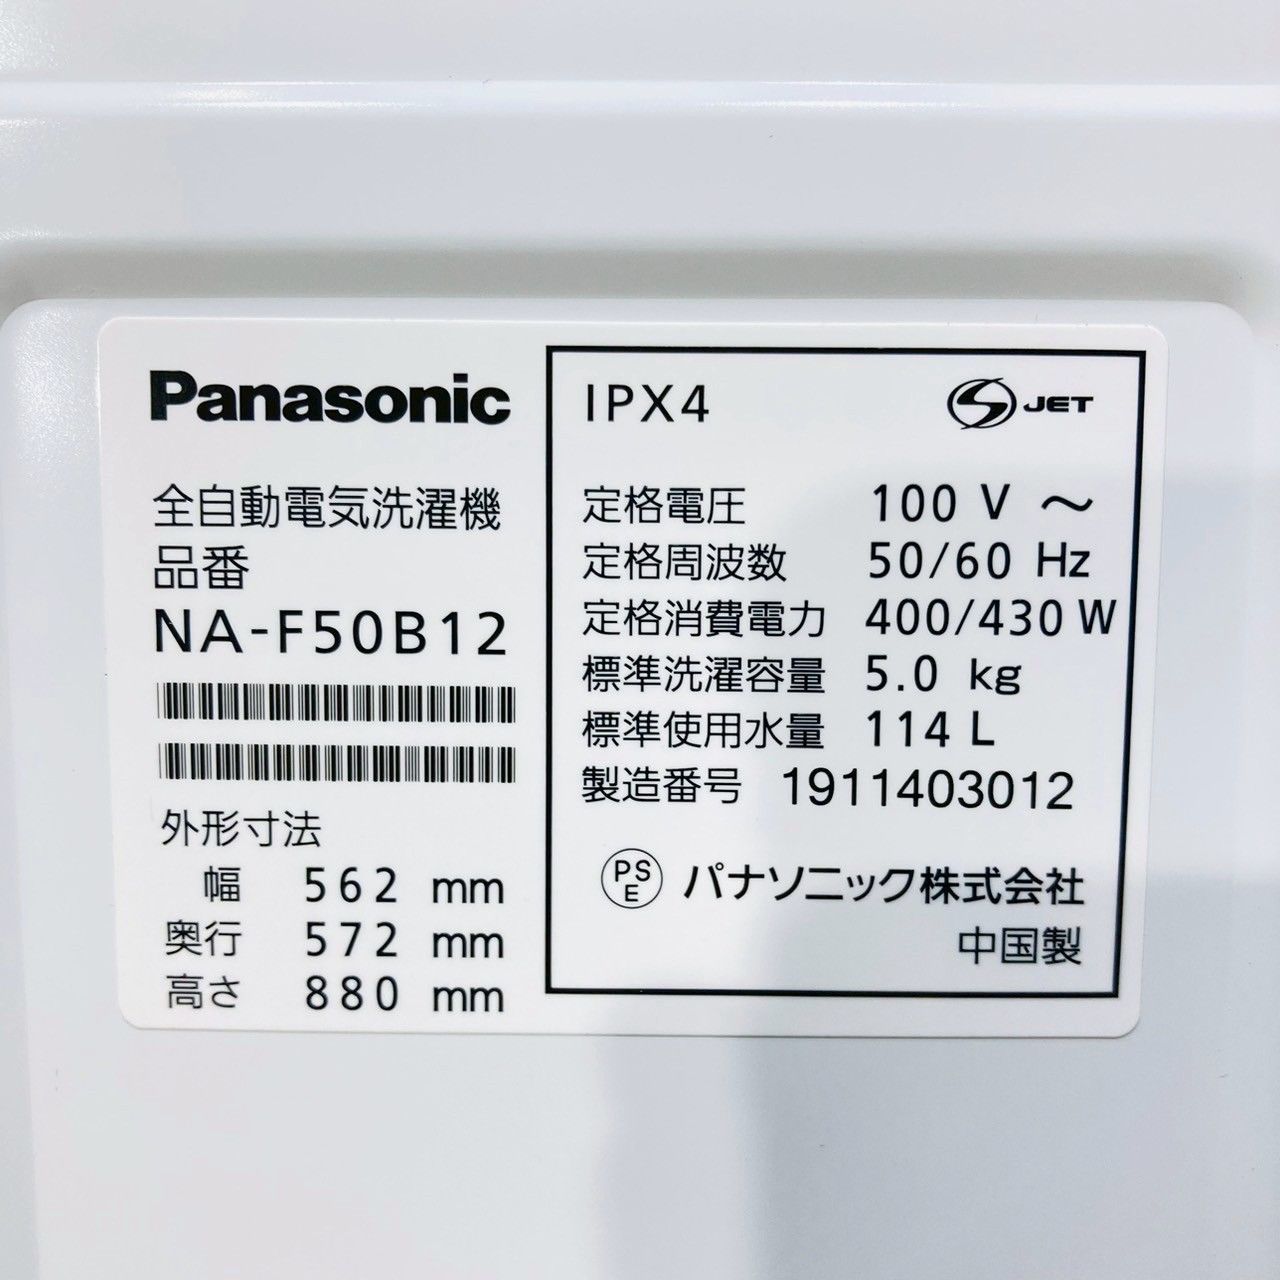 Panasonic
全自動電気洗濯機
品番
NA-F50B12
外形寸法
幅 562 mm
奥行 572 mm
高さ 880 mm
IPX4
S JET
定格電圧 100 V ～
定格周波数 50/60 Hz
定格消費電力 400/430 W
標準洗濯容量 5.0 kg
標準使用水量 114 L
製造番号 1911403012
PS
E パナソニック株式会社
中国製